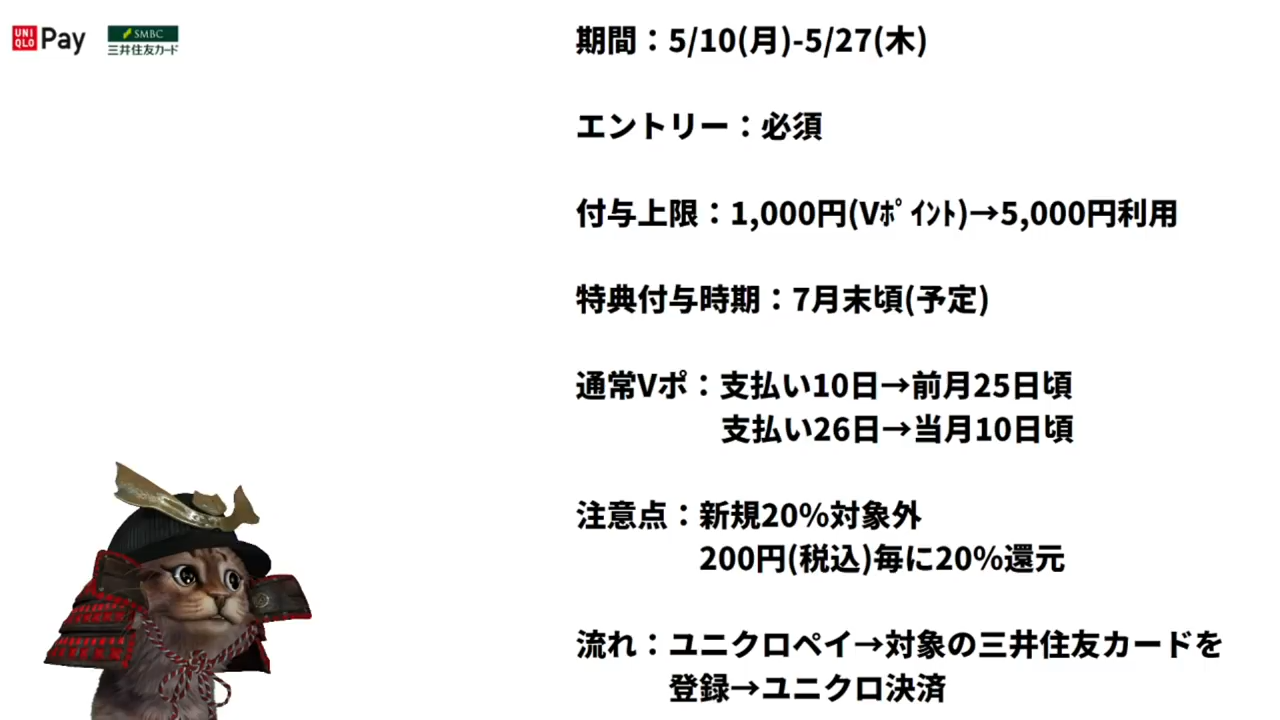 UNI QLO Pay
SMBC
三井住友カード
期間：5/10(月)-5/27(木)
エントリー：必須
付与上限：1,000円(Vﾎﾟｲﾝﾄ)→5,000円利用
特典付与時期：7月末頃(予定)
通常Vポ：支払い10日→前月25日頃
支払い26日→当月10日頃
注意点：新規20%対象外
200円(税込)毎に20%還元
流れ：ユニクロペイ→対象の三井住友カードを
登録→ユニクロ決済